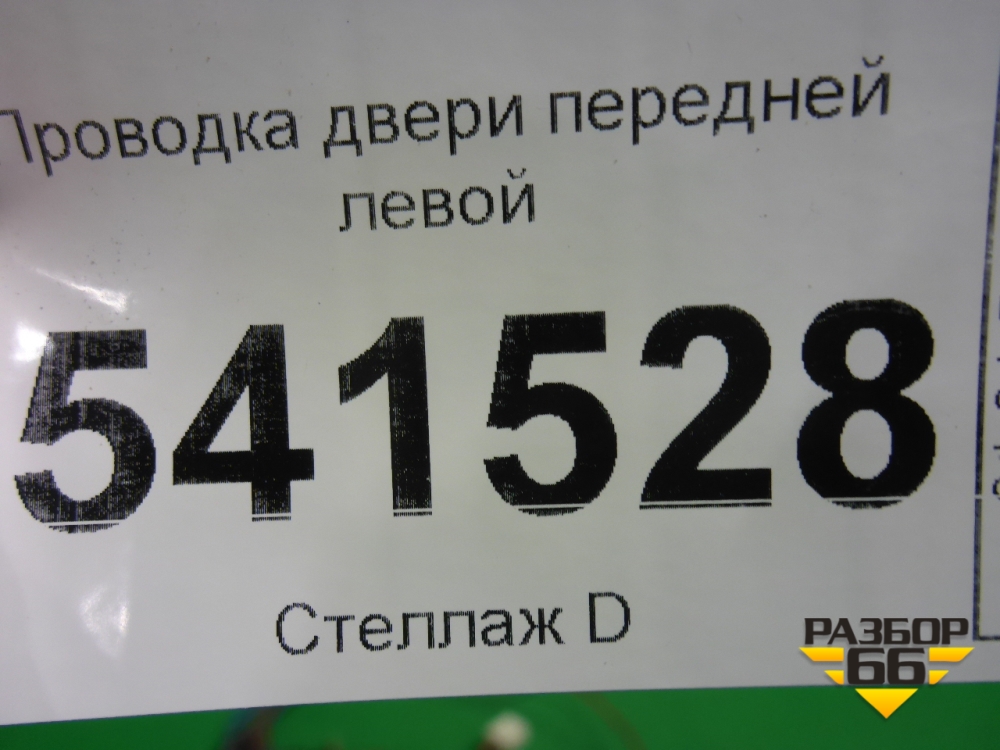 Проводка двери передней
левой
541528
Стеллаж D
РАЗБОР
66